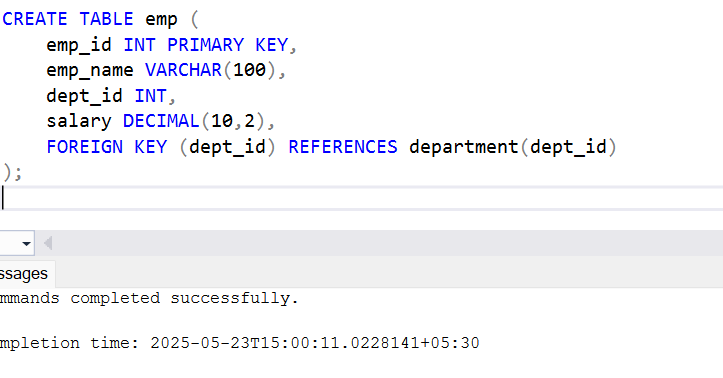 CREATE TABLE emp (
    emp_id INT PRIMARY KEY,
    emp_name VARCHAR(100),
    dept_id INT,
    salary DECIMAL(10,2),
    FOREIGN KEY (dept_id) REFERENCES department(dept_id)
);
ssages
mmands completed successfully.
mpletion time: 2025-05-23T15:00:11.0228141+05:30